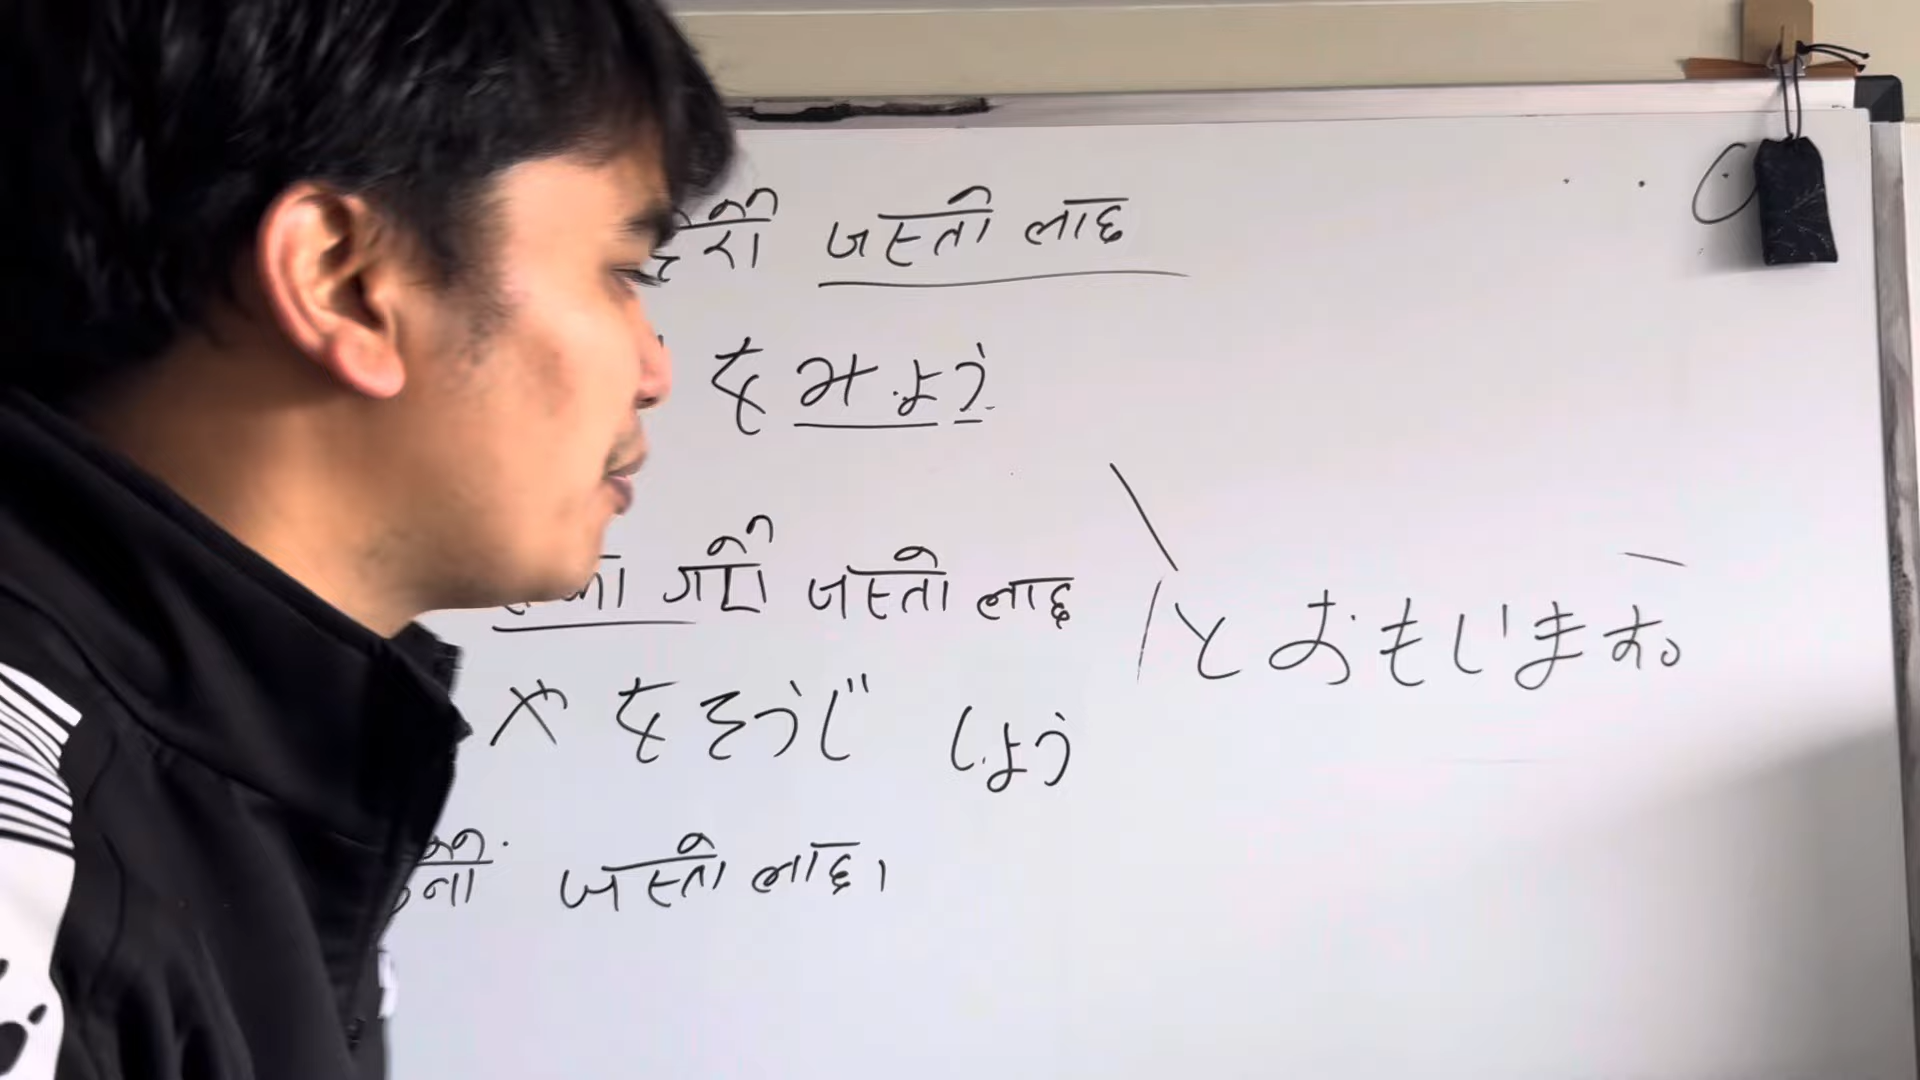 जस्तो लाछ
をみよう
गर्दा जस्तो लाछ
とおもいます。
やをそうじ しよう
जस्तो लाछ।